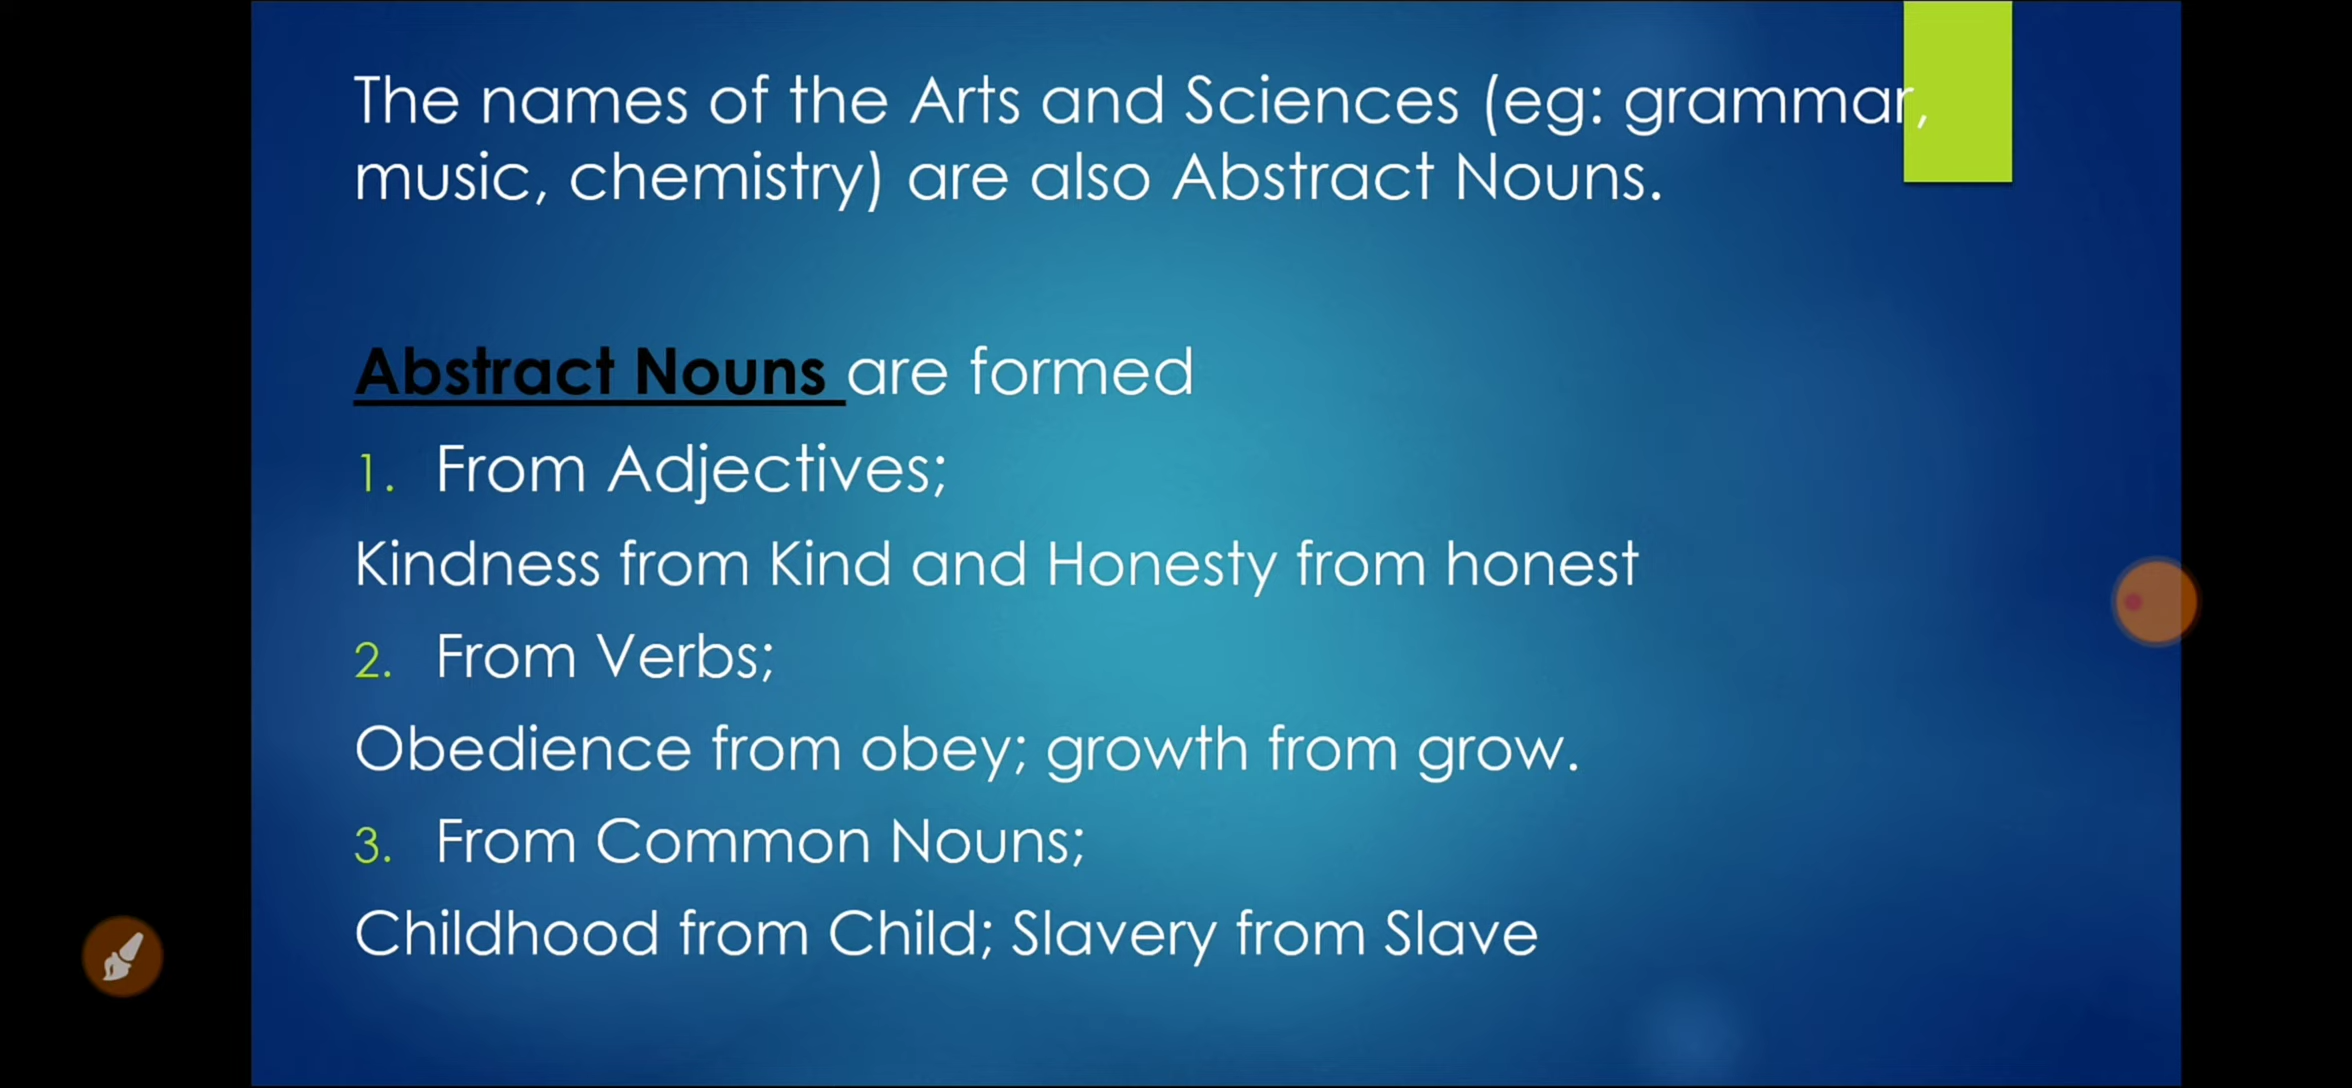 The names of the Arts and Sciences (eg: grammar,
music, chemistry) are also Abstract Nouns.
Abstract Nouns are formed
1. From Adjectives;
Kindness from Kind and Honesty from honest
2. From Verbs;
Obedience from obey; growth from grow.
3. From Common Nouns;
Childhood from Child; Slavery from Slave